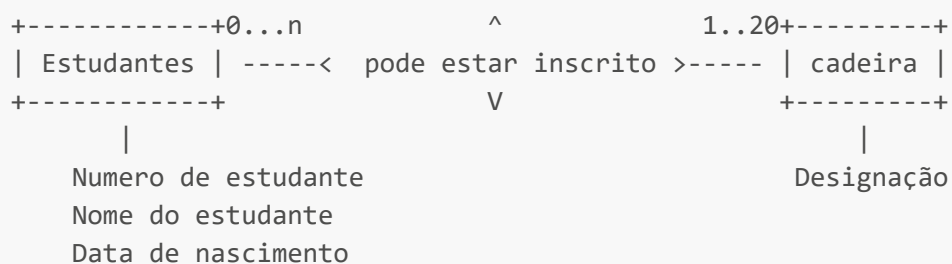 +------------+0...n            ^             1..20+---------+
| Estudantes | -----<  pode estar inscrito >----- | cadeira |
+------------+                 V                  +---------+
      |                                                |
   Numero de estudante                             Designação
   Nome do estudante
   Data de nascimento